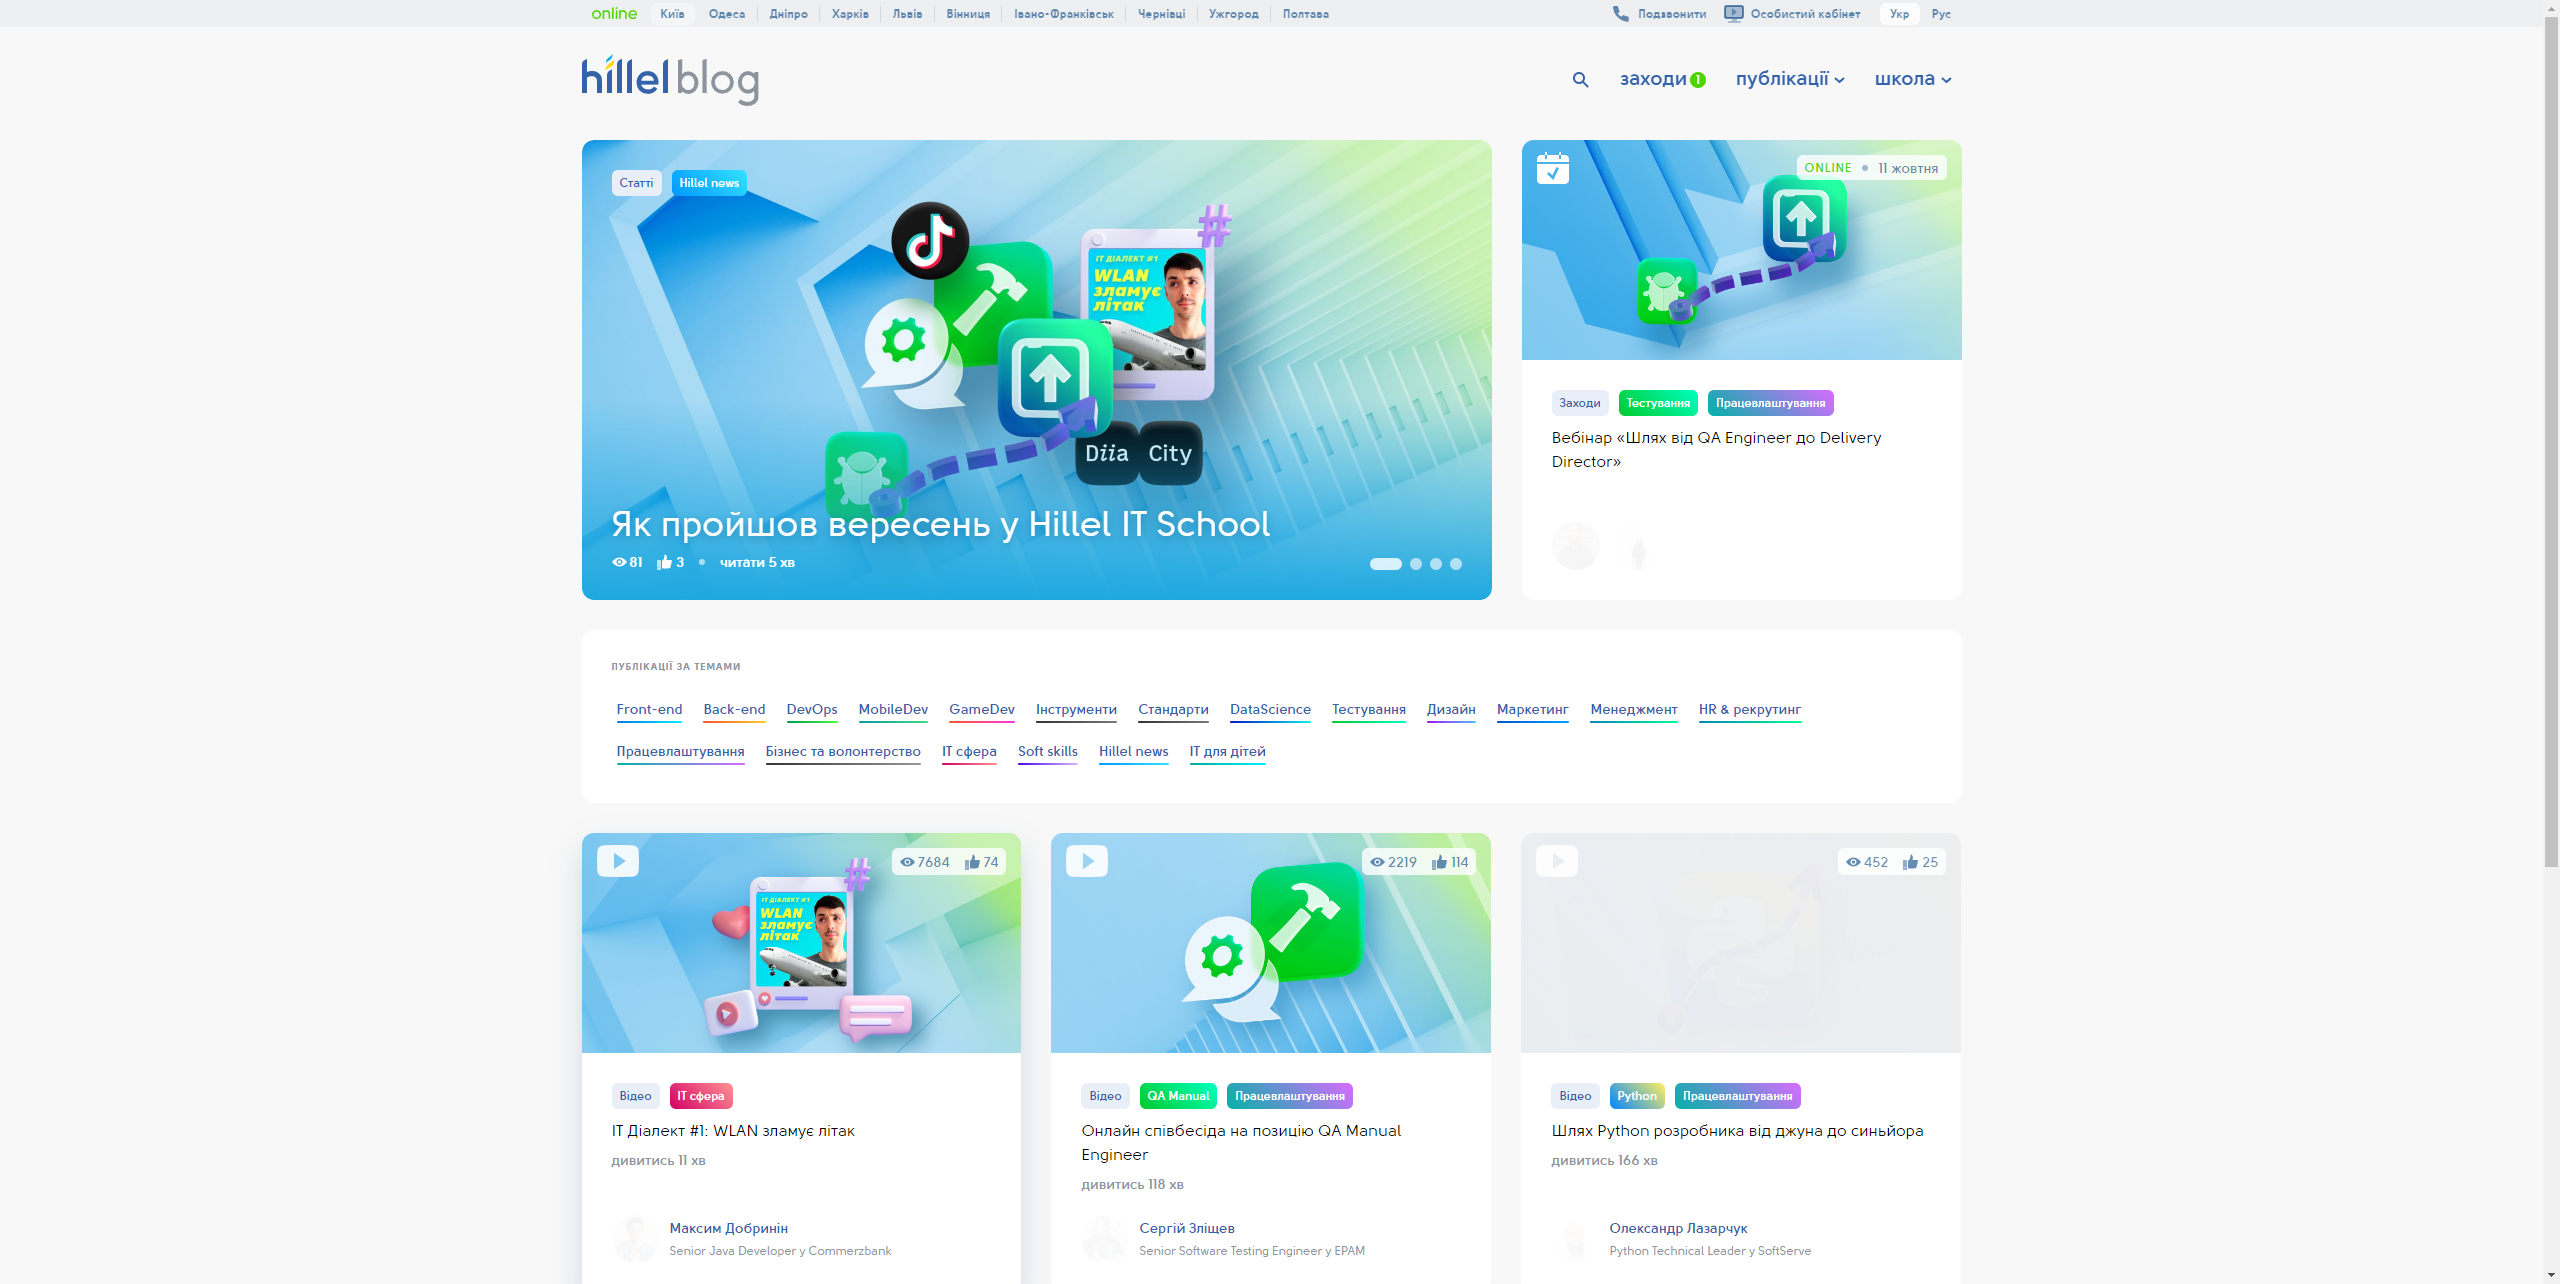 online Київ Одеса Дніпро Харків Львів Вінниця Івано-Франківськ Чернівці Ужгород Полтава Подзвонити Особистий кабінет Укр Рус
hillel blog заходи 1 публікації школа
Статті Hillel news
IT ДІАЛЕКТ #1
WLAN
зламує
літак
#
Diia City
Як пройшов вересень у Hillel IT School
81 3 читати 5 хв
ONLINE 11 жовтня
Заходи Тестування Працевлаштування
Вебінар «Шлях від QA Engineer до Delivery
Director»
ПУБЛІКАЦІЇ ЗА ТЕМАМИ
Front-end Back-end DevOps MobileDev GameDev Інструменти Стандарти DataScience Тестування Дизайн Маркетинг Менеджмент HR & рекрутинг
Працевлаштування Бізнес та волонтерство IT сфера Soft skills Hillel news IT для дітей
7684 74
#
IT ДІАЛЕКТ #1
WLAN
зламує
літак
Відео IT сфера
IT Діалект #1: WLAN зламує літак
дивитись 11 хв
Максим Добринін
Senior Java Developer у Commerzbank
2219 114
Відео QA Manual Працевлаштування
Онлайн співбесіда на позицію QA Manual
Engineer
дивитись 118 хв
Сергій Зліщев
Senior Software Testing Engineer у EPAM
452 25
Відео Python Працевлаштування
Шлях Python розробника від джуна до синьйора
дивитись 166 хв
Олександр Лазарчук
Python Technical Leader у SoftServe